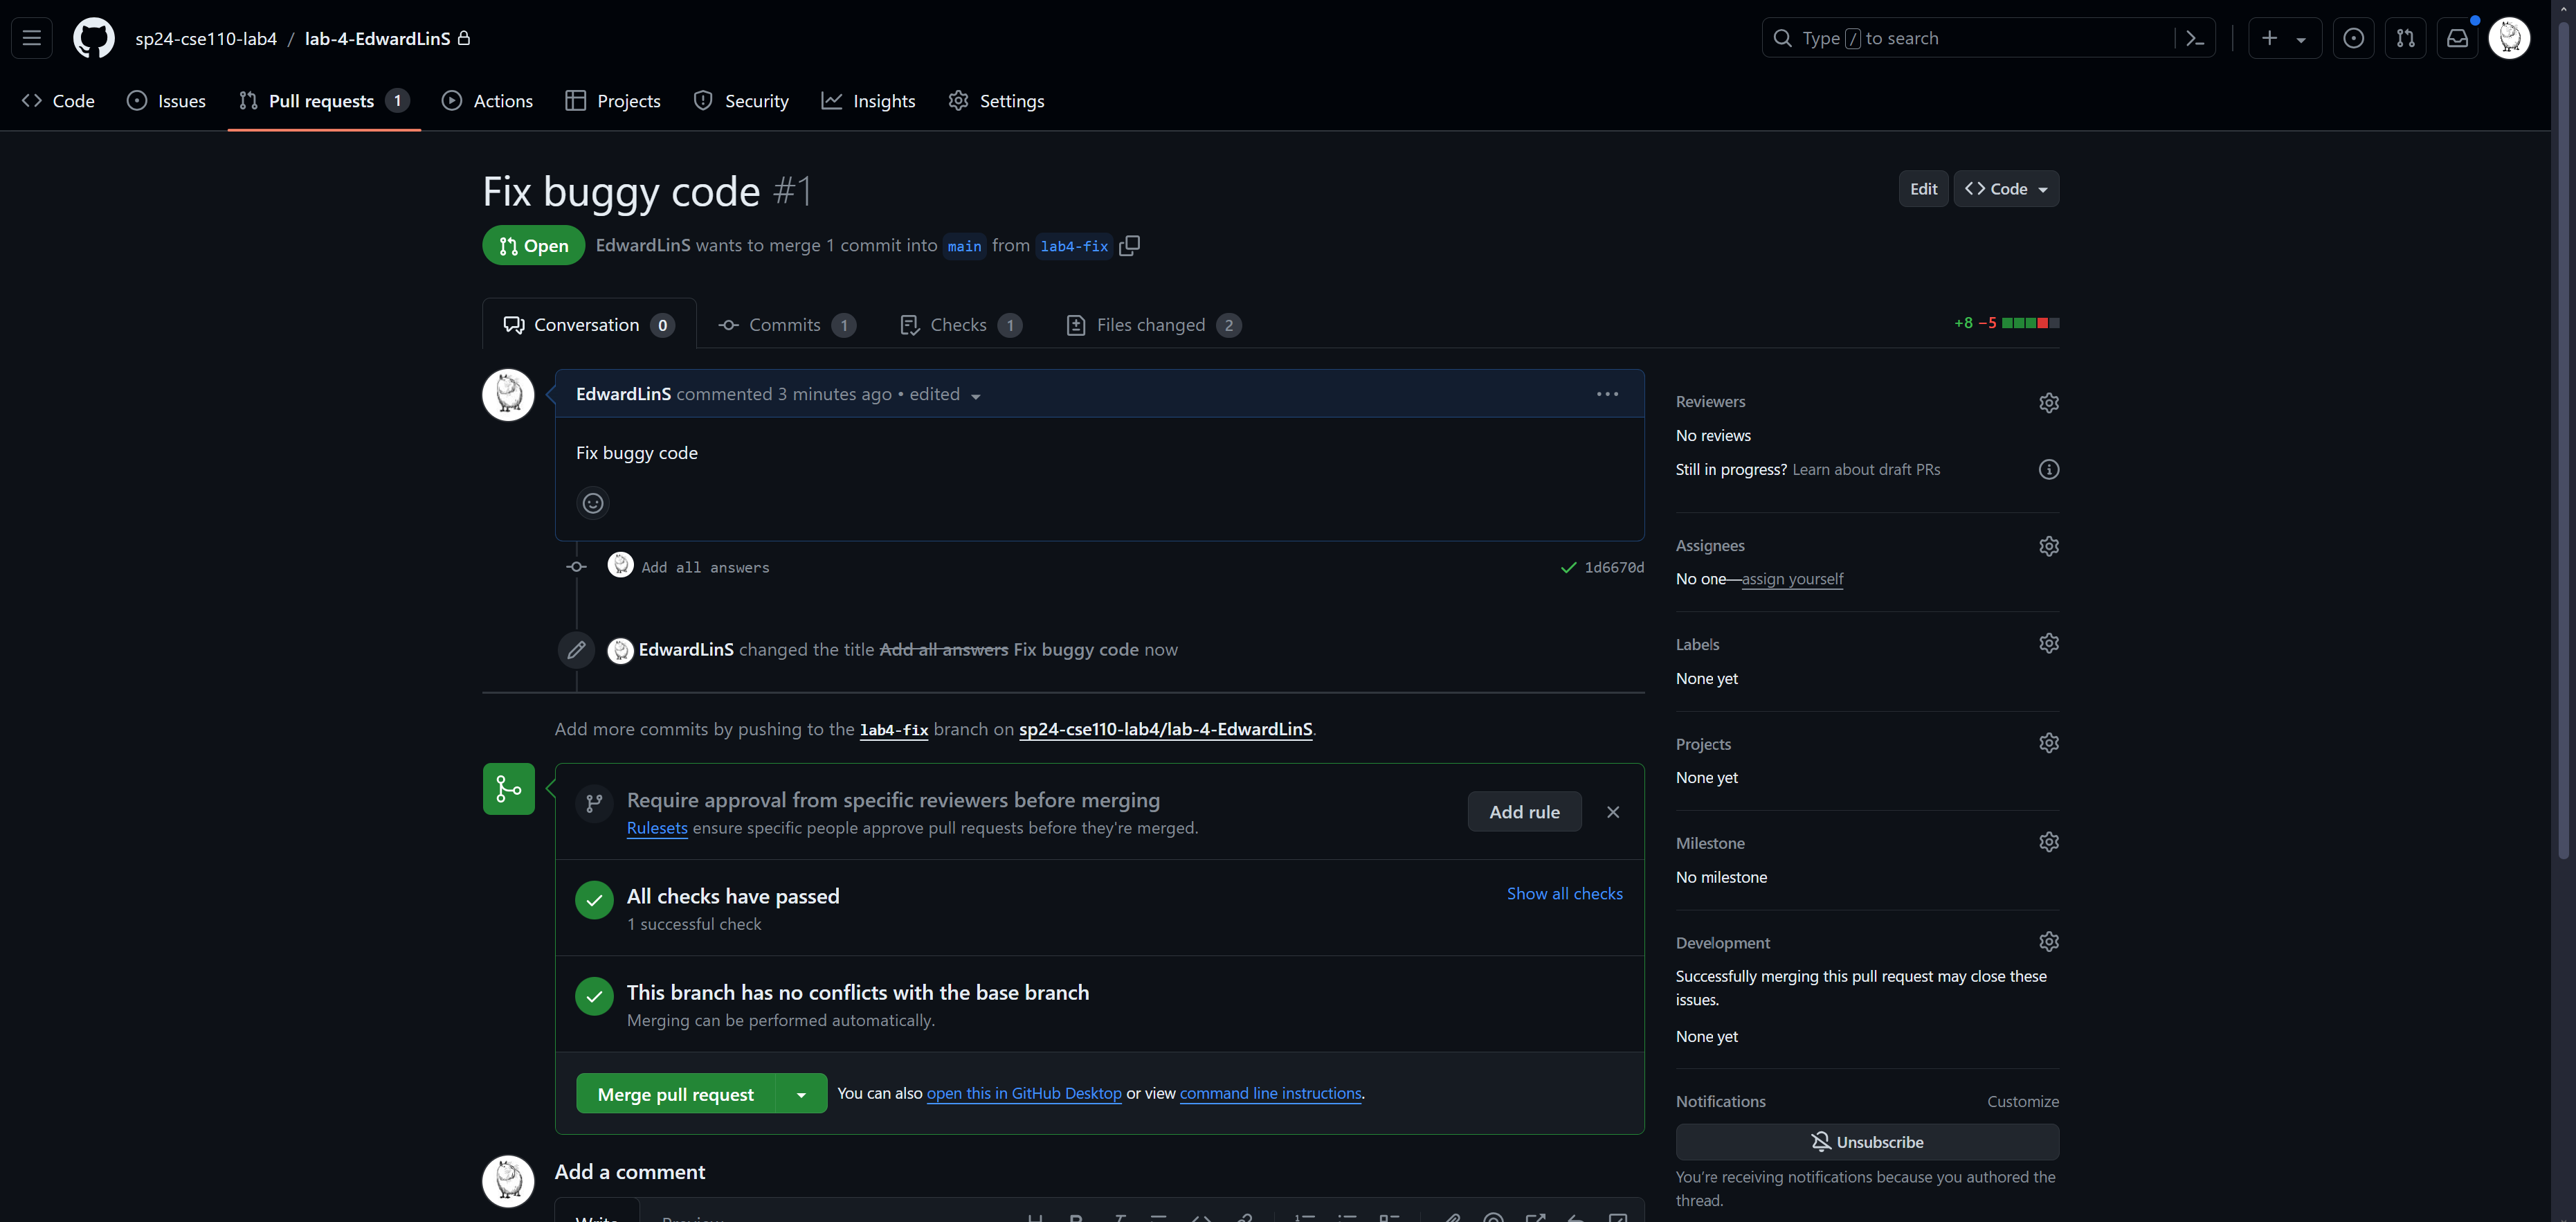 sp24-cse110-lab4 / lab-4-EdwardLinS
Type / to search
Code
Issues
Pull requests 1
Actions
Projects
Security
Insights
Settings
Fix buggy code #1
Edit
Code
Open
EdwardLinS wants to merge 1 commit into main from lab4-fix
Conversation 0
Commits 1
Checks 1
Files changed 2
+8 −5
EdwardLinS commented 3 minutes ago • edited
Fix buggy code
Add all answers
1d6670d
EdwardLinS changed the title Add all answers Fix buggy code now
Add more commits by pushing to the lab4-fix branch on sp24-cse110-lab4/lab-4-EdwardLinS.
Require approval from specific reviewers before merging
Rulesets ensure specific people approve pull requests before they're merged.
Add rule
All checks have passed
1 successful check
Show all checks
This branch has no conflicts with the base branch
Merging can be performed automatically.
Merge pull request
You can also open this in GitHub Desktop or view command line instructions.
Add a comment
Write
Preview
Reviewers
No reviews
Still in progress? Learn about draft PRs
Assignees
No one—assign yourself
Labels
None yet
Projects
None yet
Milestone
No milestone
Development
Successfully merging this pull request may close these
issues.
None yet
Notifications
Customize
Unsubscribe
You're receiving notifications because you authored the
thread.